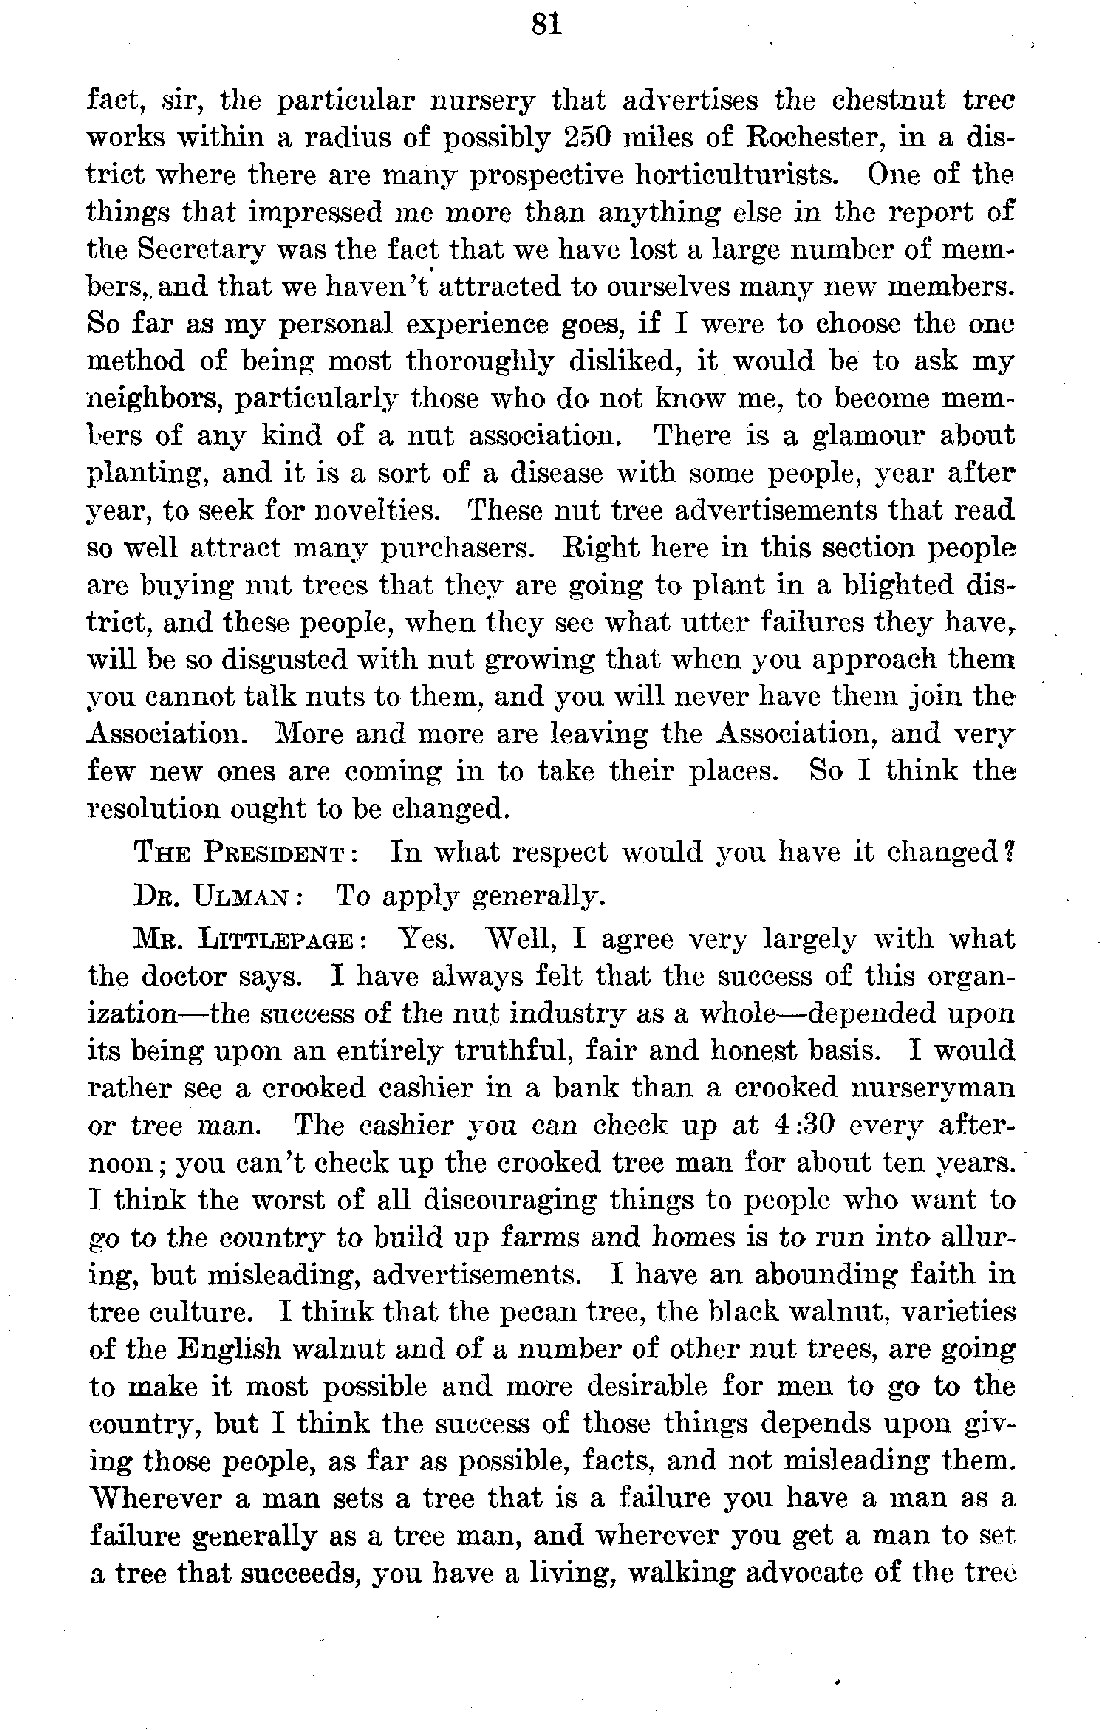 81
fact, sir, the particular nursery that advertises the chestnut tree
works within a radius of possibly 250 miles of Rochester, in a dis-
trict where there are many prospective horticulturists. One of the
things that impressed me more than anything else in the report of
the Secretary was the fact that we have lost a large number of mem-
bers, and that we haven't attracted to ourselves many new members.
So far as my personal experience goes, if I were to choose the one
method of being most thoroughly disliked, it would be to ask my
neighbors, particularly those who do not know me, to become mem-
bers of any kind of a nut association. There is a glamour about
planting, and it is a sort of a disease with some people, year after
year, to seek for novelties. These nut tree advertisements that read
so well attract many purchasers. Right here in this section people
are buying nut trees that they are going to plant in a blighted dis-
trict, and these people, when they see what utter failures they have,
will be so disgusted with nut growing that when you approach them
you cannot talk nuts to them, and you will never have them join the
Association. More and more are leaving the Association, and very
few new ones are coming in to take their places. So I think the
resolution ought to be changed.
THE PRESIDENT: In what respect would you have it changed?
DR. ULMAN: To apply generally.
MR. LITTLEPAGE: Yes. Well, I agree very largely with what
the doctor says. I have always felt that the success of this organ-
ization—the success of the nut industry as a whole—depended upon
its being upon an entirely truthful, fair and honest basis. I would
rather see a crooked cashier in a bank than a crooked nurseryman
or tree man. The cashier you can check up at 4:30 every after-
noon; you can't check up the crooked tree man for about ten years.
I think the worst of all discouraging things to people who want to
go to the country to build up farms and homes is to run into allur-
ing, but misleading, advertisements. I have an abounding faith in
tree culture. I think that the pecan tree, the black walnut, varieties
of the English walnut and of a number of other nut trees, are going
to make it most possible and more desirable for men to go to the
country, but I think the success of those things depends upon giv-
ing those people, as far as possible, facts, and not misleading them.
Wherever a man sets a tree that is a failure you have a man as a
failure generally as a tree man, and wherever you get a man to set
a tree that succeeds, you have a living, walking advocate of the tree